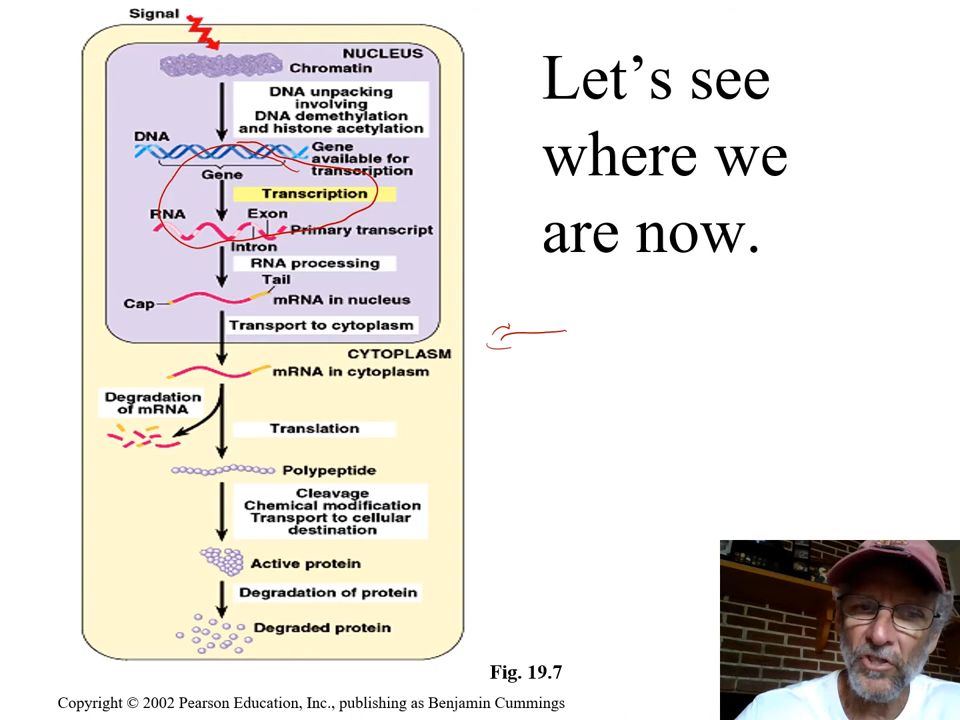 Signal
NUCLEUS
Chromatin
DNA unpacking
involving
DNA demethylation
and histone acetylation
DNA
Gene
available for
transcription
Gene
Transcription
RNA
Exon
Primary transcript
Intron
RNA processing
Tail
Cap
mRNA in nucleus
Transport to cytoplasm
CYTOPLASM
mRNA in cytoplasm
Degradation
of mRNA
Translation
Polypeptide
Cleavage
Chemical modification
Transport to cellular
destination
Active protein
Degradation of protein
Degraded protein
Let’s see
where we
are now.
Fig. 19.7
Copyright © 2002 Pearson Education, Inc., publishing as Benjamin Cummings